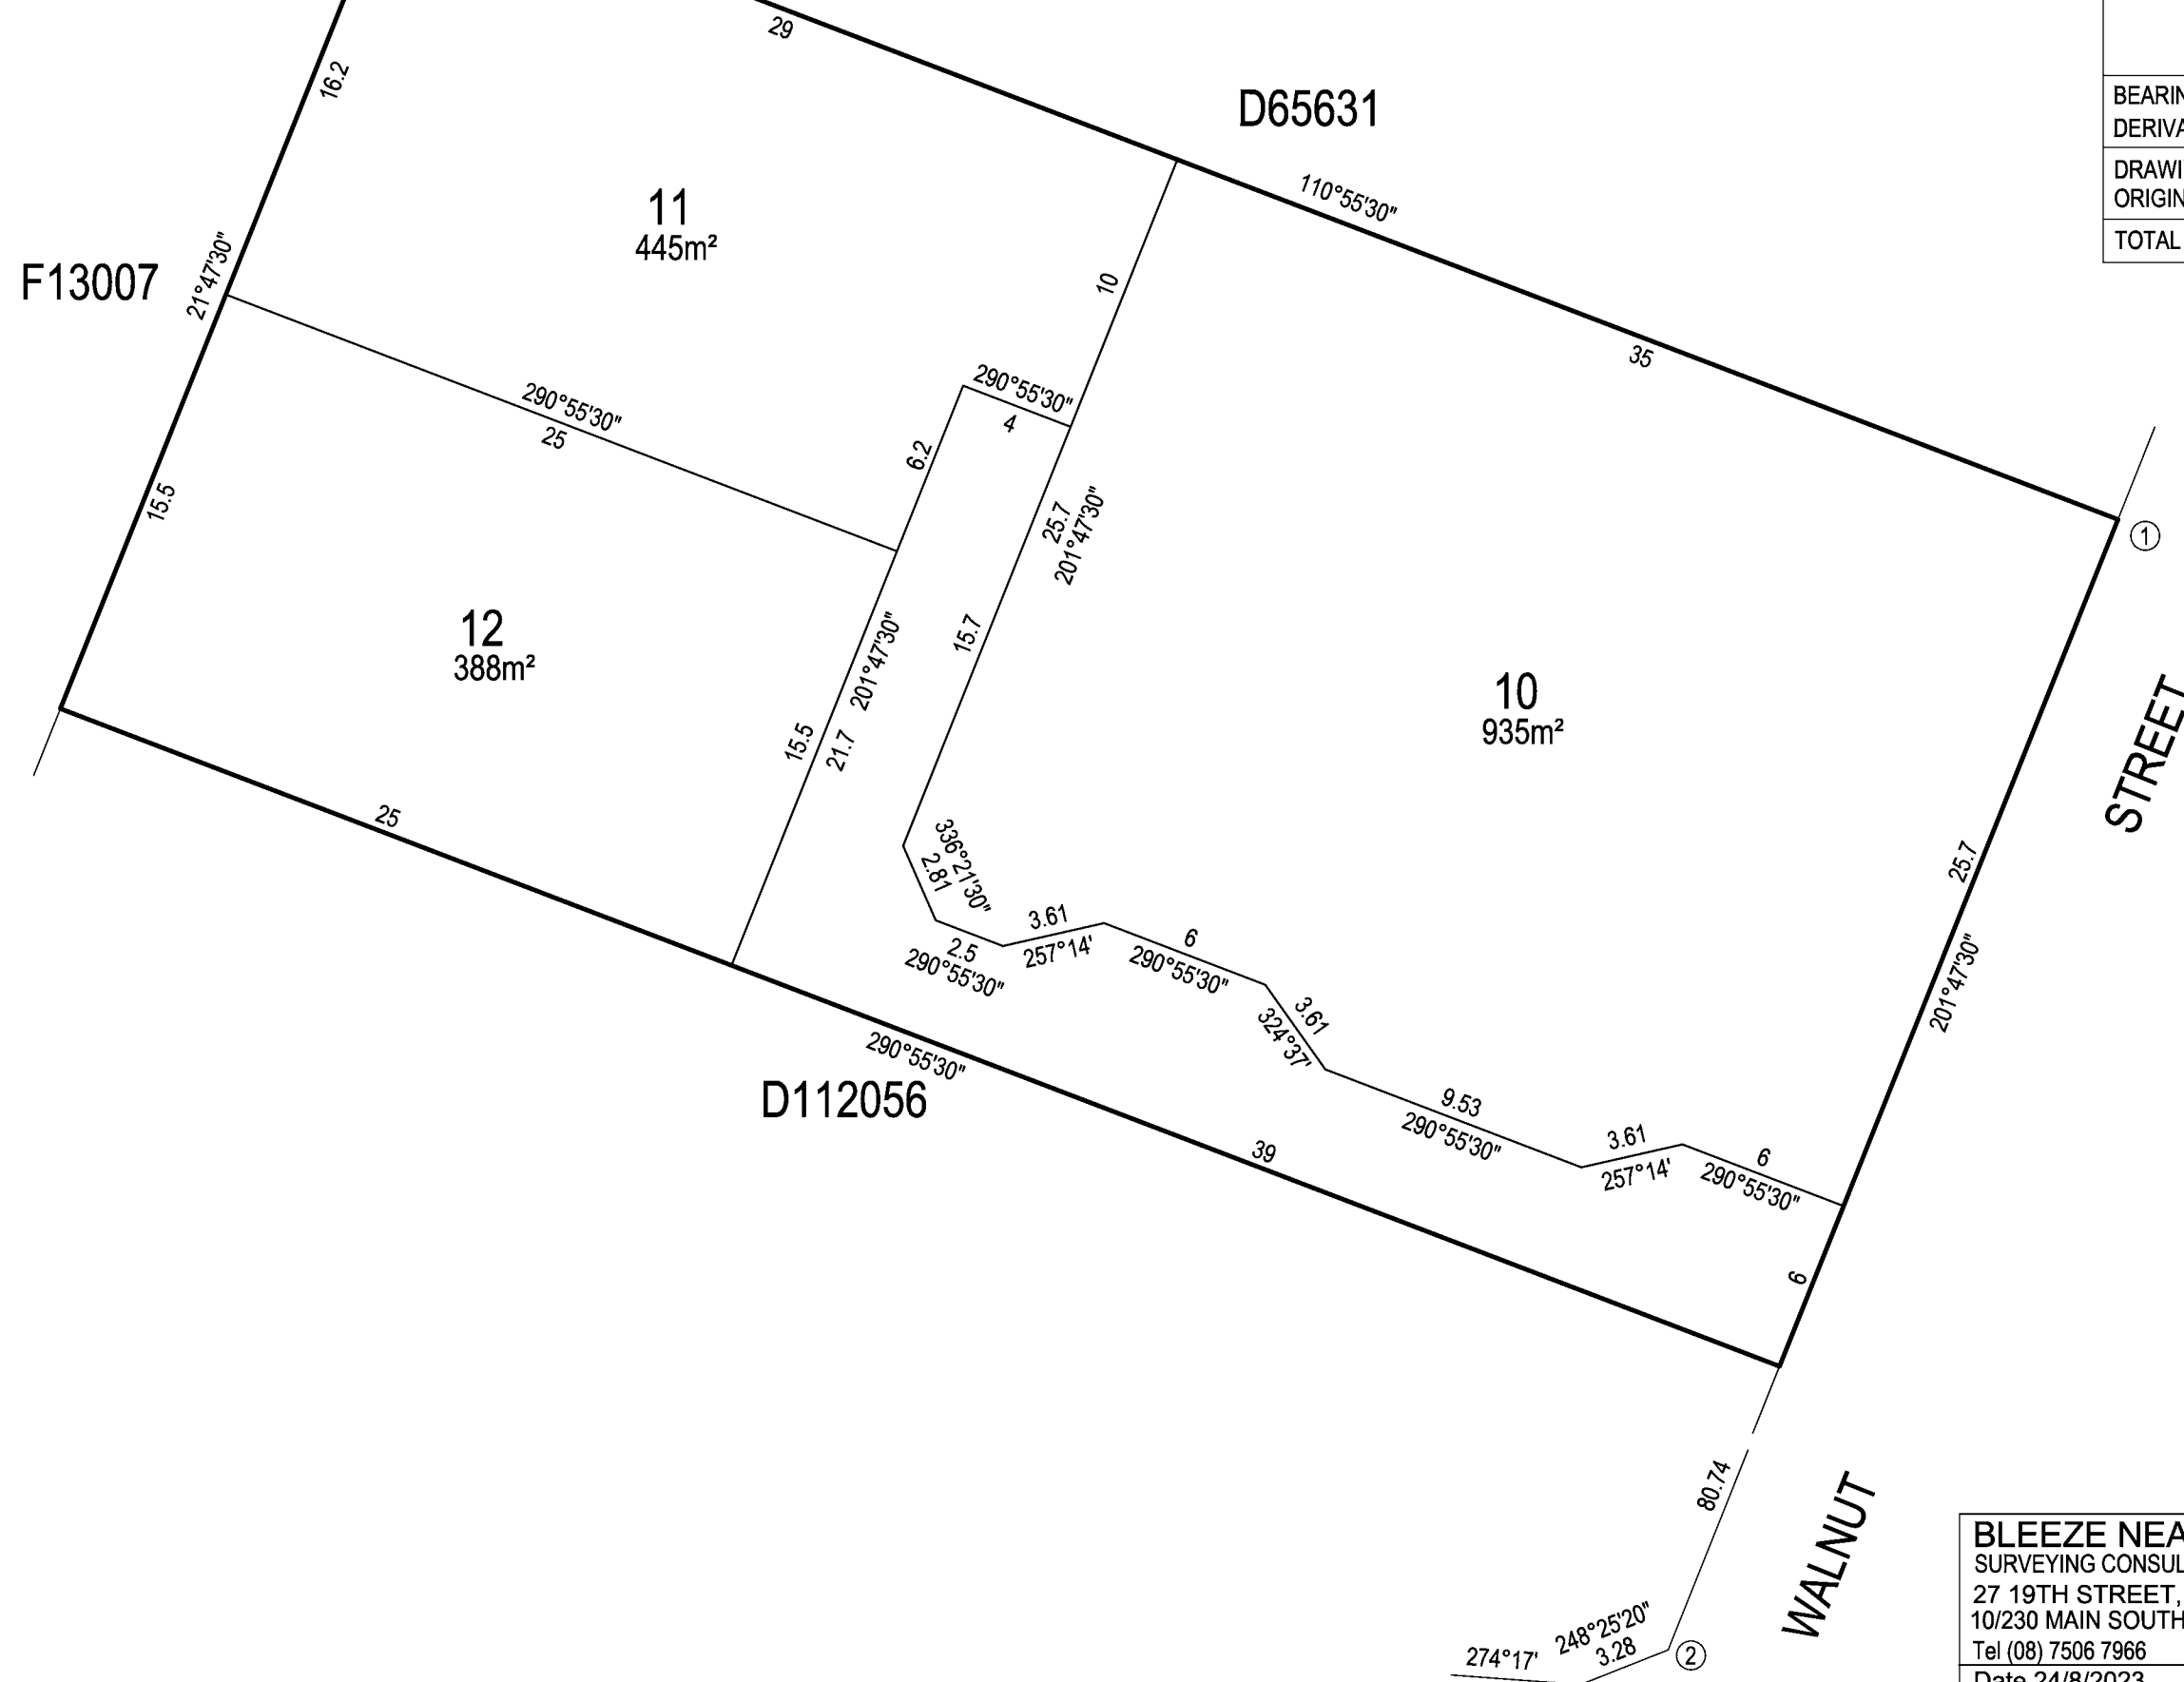 29
16.2
D65631
BEARIN
DERIVA
DRAWI
ORIGIN
TOTAL
110°55'30"
11
445m²
F13007
21°47'30"
10
35
290°55'30"
4
290°55'30"
25
6.2
25.7
201°47'30"
1
15.5
12
388m²
201°47'30"
15.7
10
935m²
STREET
15.5
21.7
25
336°21'30"
2.81
25.7
3.61
257°14'
2.5
290°55'30"
6
290°55'30"
201°47'30"
3.61
324°37'
290°55'30"
D112056
9.53
290°55'30"
3.61
257°14'
6
290°55'30"
39
6
80.74
WALNUT
BLEEZE NEA
SURVEYING CONSUL
27 19TH STREET,
10/230 MAIN SOUTH
Tel (08) 7506 7966
Date 24/8/2023
274°17'
248°25'20"
3.28
2